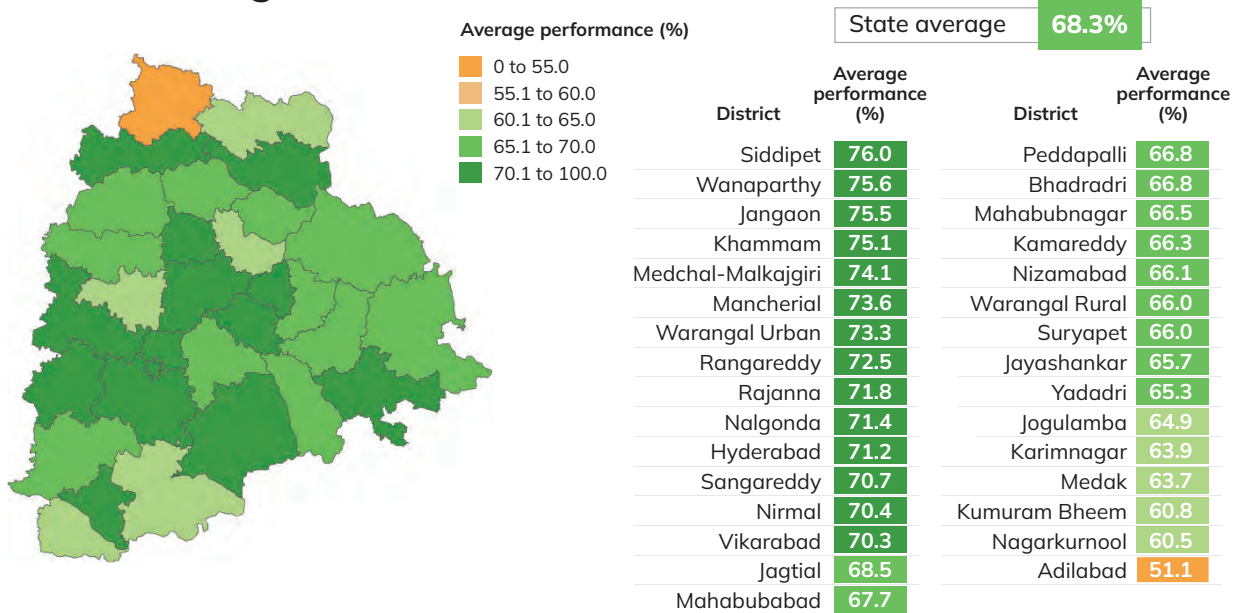 Average performance (%)
0 to 55.0
55.1 to 60.0
60.1 to 65.0
65.1 to 70.0
70.1 to 100.0
State average 68.3%
District Average performance (%)
Siddipet 76.0
Wanaparthy 75.6
Jangaon 75.5
Khammam 75.1
Medchal-Malkajgiri 74.1
Mancherial 73.6
Warangal Urban 73.3
Rangareddy 72.5
Rajanna 71.8
Nalgonda 71.4
Hyderabad 71.2
Sangareddy 70.7
Nirmal 70.4
Vikarabad 70.3
Jagtial 68.5
Mahabubabad 67.7
District Average performance (%)
Peddapalli 66.8
Bhadradri 66.8
Mahabubnagar 66.5
Kamareddy 66.3
Nizamabad 66.1
Warangal Rural 66.0
Suryapet 66.0
Jayashankar 65.7
Yadadri 65.3
Jogulamba 64.9
Karimnagar 63.9
Medak 63.7
Kumuram Bheem 60.8
Nagarkurnool 60.5
Adilabad 51.1